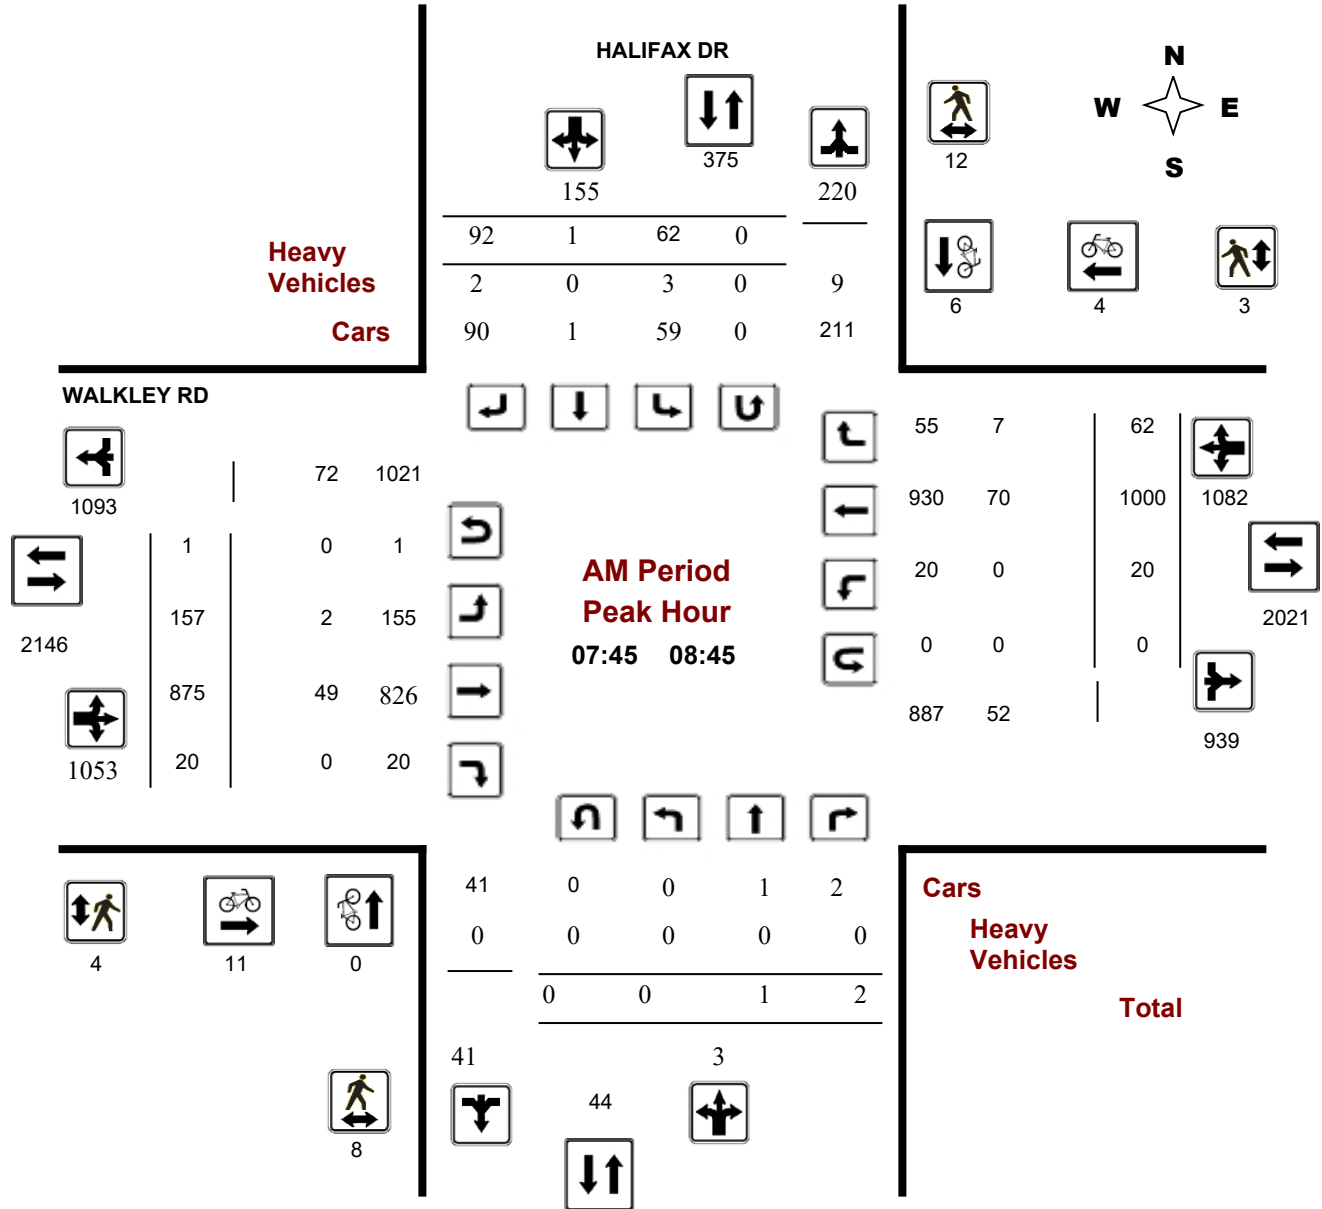 HALIFAX DR
N
W E
S
375
12
155
220
92 1 62 0
Heavy
Vehicles
2 0 3 0 9
6 4 3
Cars
90 1 59 0 211
WALKLEY RD
55 7 62
72 1021
1093
930 70 1000 1082
1 0 1
AM Period
20 0 20
Peak Hour
157 2 155
2021
2146
07:45 08:45
0 0 0
875 49 826
887 52
939
1053 20 0 20
41 0 0 1 2
Cars
0 0 0 0 0
Heavy
Vehicles
4 11 0
0 0 1 2
Total
41 3
44
8